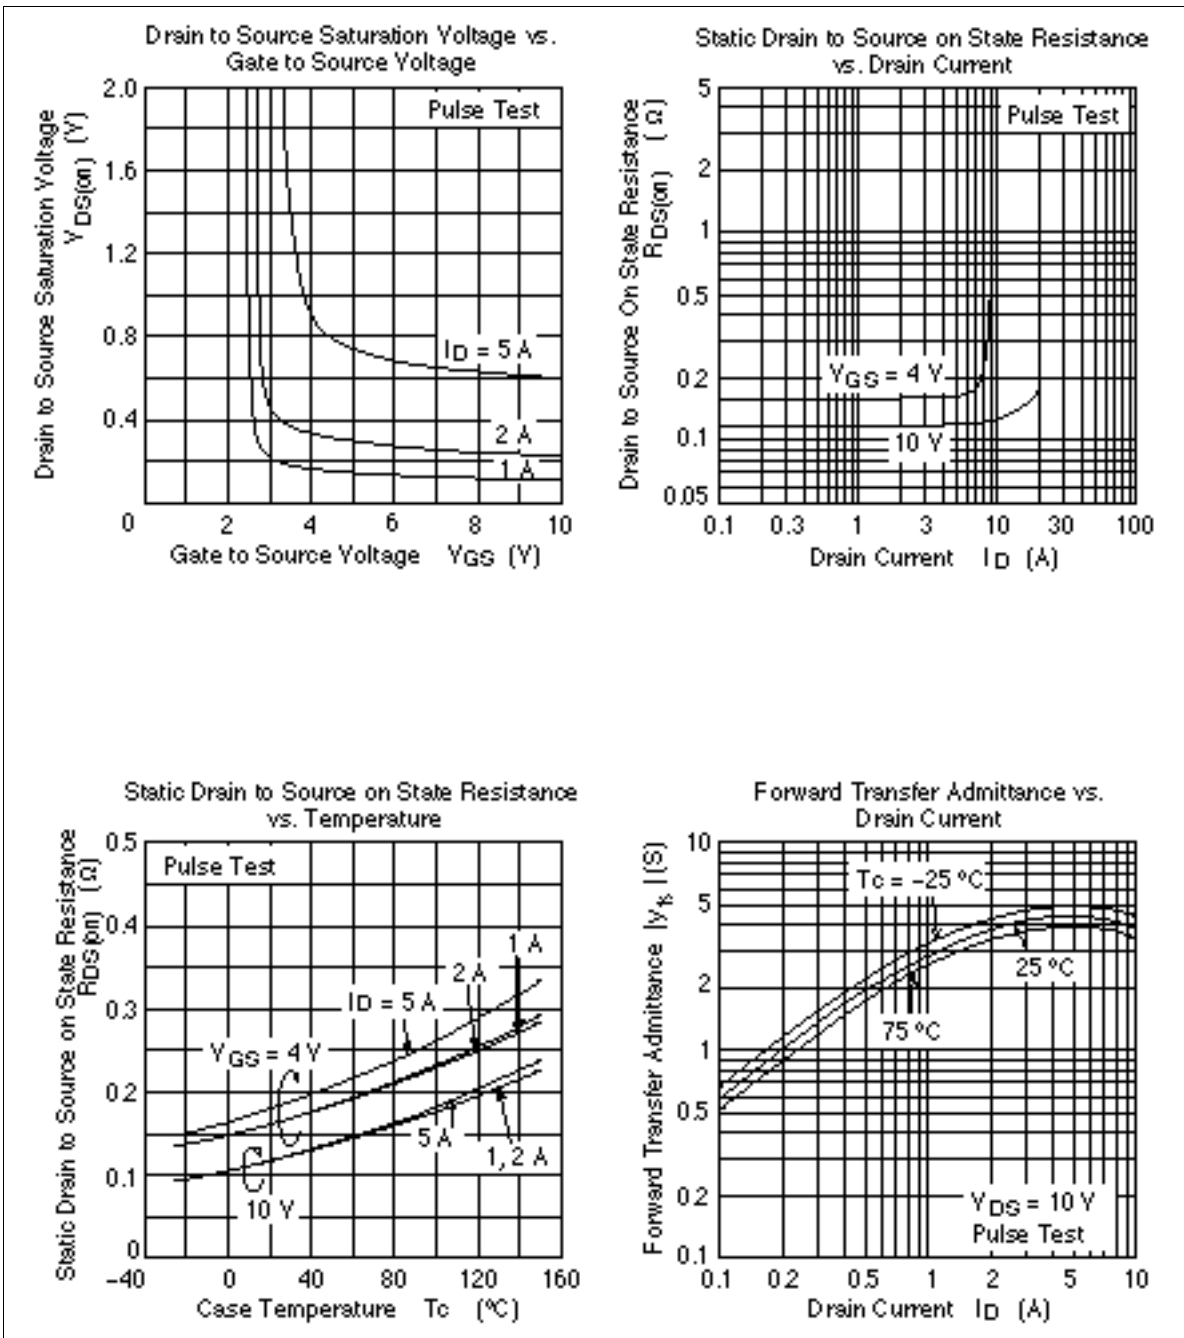 Drain to Source Saturation Voltage vs.
Gate to Source Voltage
Drain to Source Saturation Voltage
VDS(on) (V)
2.0
1.6
1.2
0.8
0.4
Pulse Test
ID = 5 A
2 A
1 A
0 2 4 6 8 10
Gate to Source Voltage VGS (V)
Static Drain to Source on State Resistance
vs. Drain Current
Drain to Source On State Resistance
RDS(on) (Ω)
5
2
1
0.5
0.2
0.1
0.05
Pulse Test
VGS = 4 V
10 V
0.1 0.3 1 3 10 30 100
Drain Current ID (A)
Static Drain to Source on State Resistance
vs. Temperature
Static Drain to Source on State Resistance
RDS(on) (Ω)
0.5
0.4
0.3
0.2
0.1
0
Pulse Test
1 A
2 A
ID = 5 A
VGS = 4 V
5 A
1, 2 A
10 V
−40 0 40 80 120 160
Case Temperature Tc (°C)
Forward Transfer Admittance vs.
Drain Current
Forward Transfer Admittance |yfs| (S)
10
5
2
1
0.5
0.2
0.1
Tc = −25 °C
25 °C
75 °C
VDS = 10 V
Pulse Test
0.1 0.2 0.5 1 2 5 10
Drain Current ID (A)